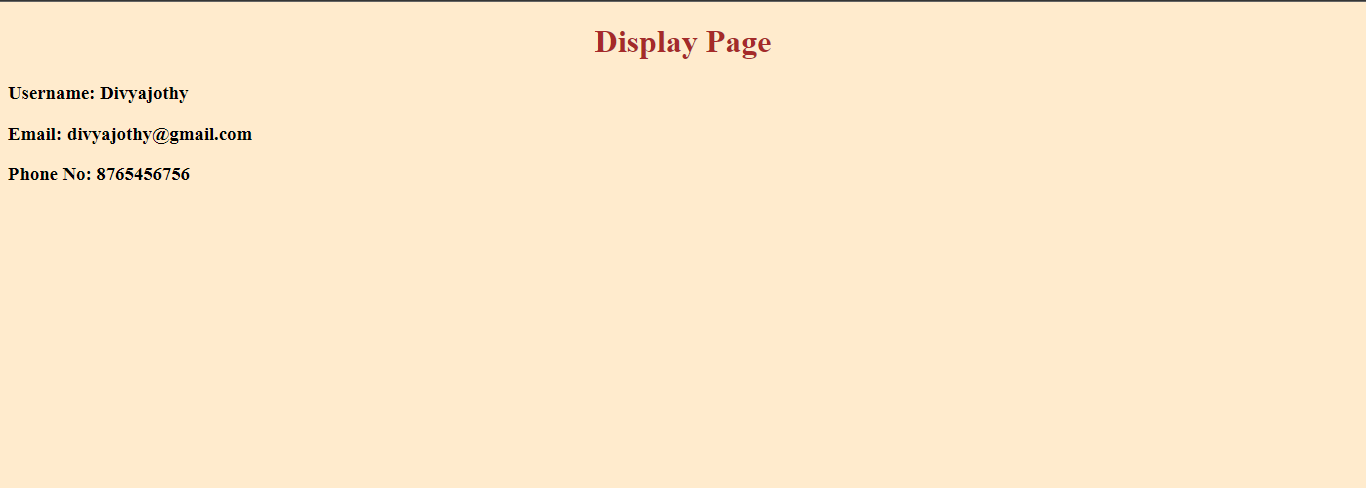 Display Page
Username: Divyajothy
Email: divyajothy@gmail.com
Phone No: 8765456756